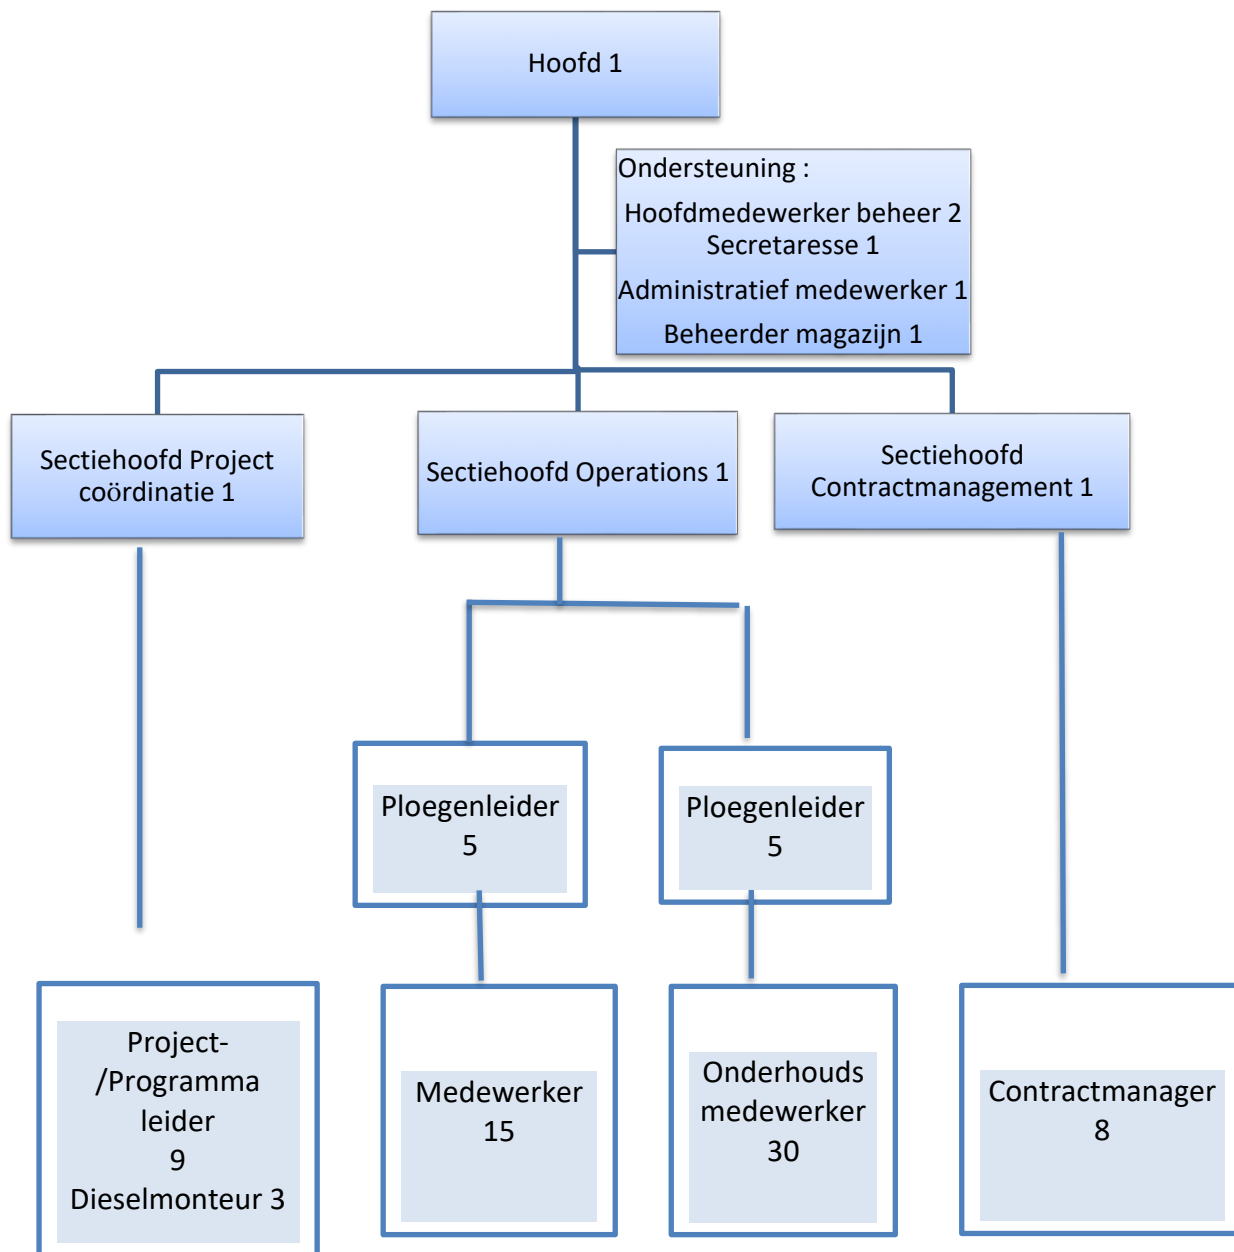 Hoofd 1
Ondersteuning :
Hoofdmedewerker beheer 2
Secretaresse 1
Administratief medewerker 1
Beheerder magazijn 1
Sectiehoofd Project
coördinatie 1
Sectiehoofd Operations 1
Sectiehoofd
Contractmanagement 1
Ploegenleider
5
Ploegenleider
5
Project-
/Programma
leider
9
Dieselmonteur 3
Medewerker
15
Onderhouds
medewerker
30
Contractmanager
8